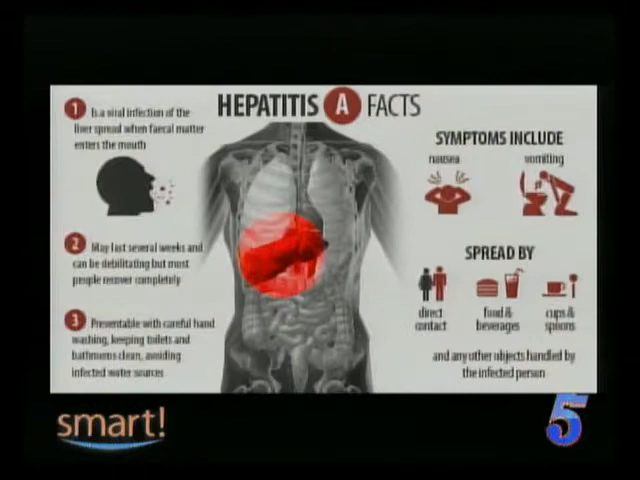 HEPATITIS A FACTS
1 Is a viral infection of the
liver spread when faecal matter
enters the mouth
2 May last several weeks and
can be debilitating but most
people recover completely
3 Preventable with careful hand
washing, keeping toilets and
bathrooms clean, avoiding
infected water sources
SYMPTOMS INCLUDE
nausea
vomiting
SPREAD BY
direct
contact
food &
beverages
cups &
spoons
and any other objects handled by
the infected person
smart!
5